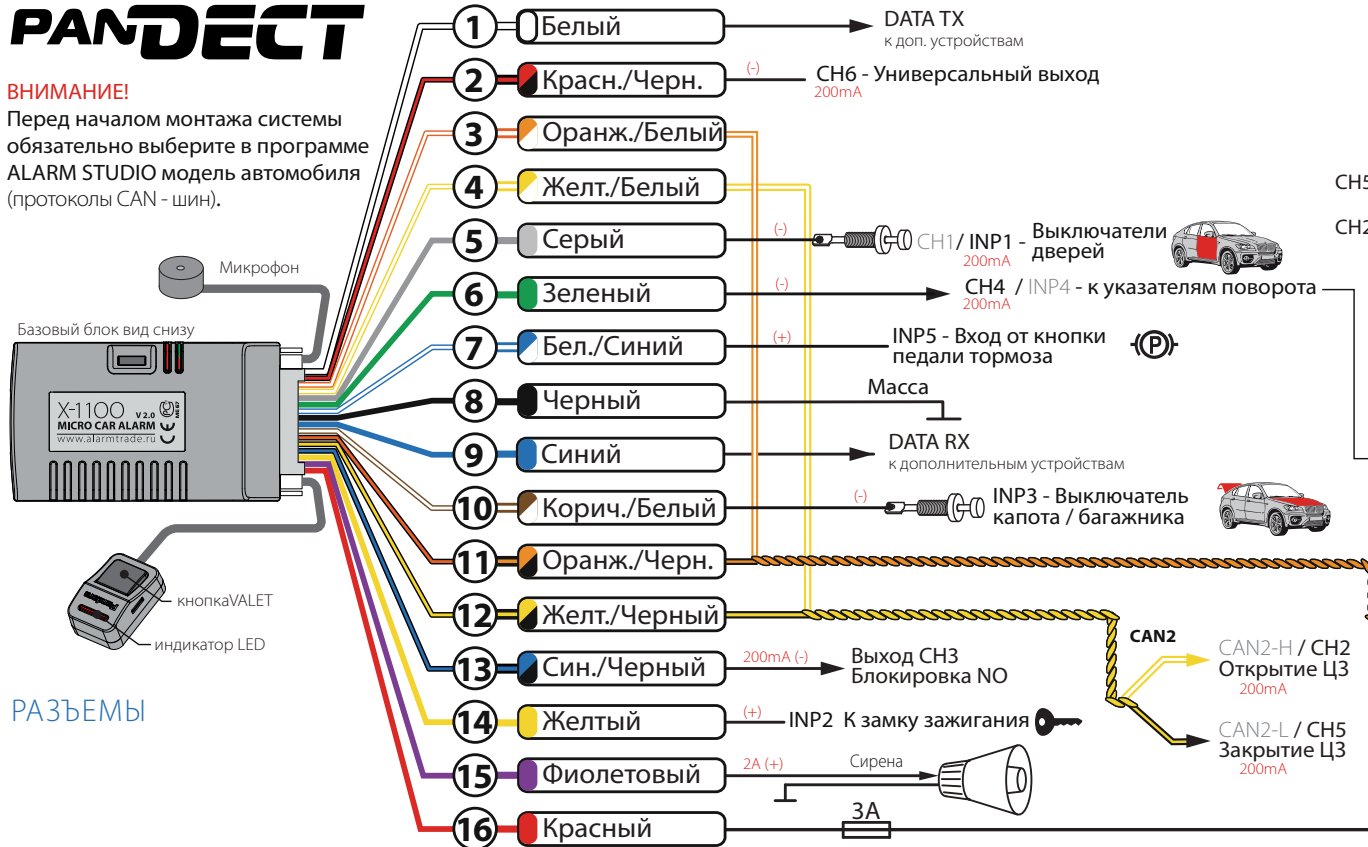 PANDECT
ВНИМАНИЕ!
Перед началом монтажа системы
обязательно выберите в программе
ALARM STUDIO модель автомобиля
(протоколы CAN - шин).
Микрофон
Базовый блок вид снизу
X-1100 V 2.0
MICRO CAR ALARM
www.alarmtrade.ru
кнопкаVALET
индикатор LED
РАЗЪЕМЫ
1 Белый
DATA TX
к доп. устройствам
2 Красн./Черн.
(-)
CH6 - Универсальный выход
200mA
3 Оранж./Белый
4 Желт./Белый
CH5
CH2
5 Серый
(-)
CH1/ INP1 - Выключатели
дверей
200mA
6 Зеленый
(-)
CH4 / INP4 - к указателям поворота
200mA
7 Бел./Синий
(+)
INP5 - Вход от кнопки
педали тормоза
(P)
8 Черный
Масса
9 Синий
DATA RX
к дополнительным устройствам
10 Корич./Белый
(-)
INP3 - Выключатель
капота / багажника
11 Оранж./Черн.
12 Желт./Черный
CAN2
CAN2-H / CH2
Открытие ЦЗ
200mA
CAN2-L / CH5
Закрытие ЦЗ
200mA
13 Син./Черный
200mA (-)
Выход CH3
Блокировка NO
14 Желтый
(+)
INP2 К замку зажигания
15 Фиолетовый
2A (+)
Сирена
16 Красный
3A